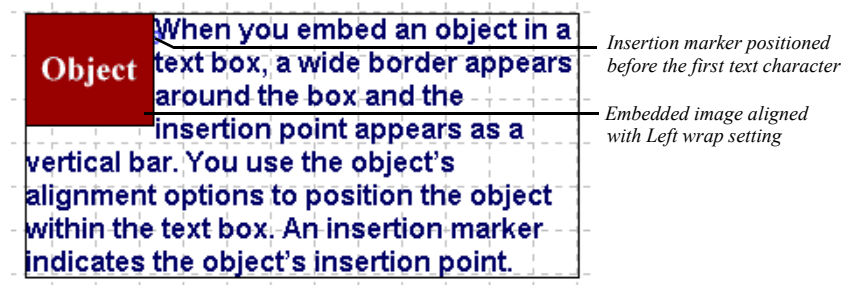 Object
When you embed an object in a
text box, a wide border appears
around the box and the
insertion point appears as a
vertical bar. You use the object’s
alignment options to position the object
within the text box. An insertion marker
indicates the object’s insertion point.
Insertion marker positioned
before the first text character
Embedded image aligned
with Left wrap setting